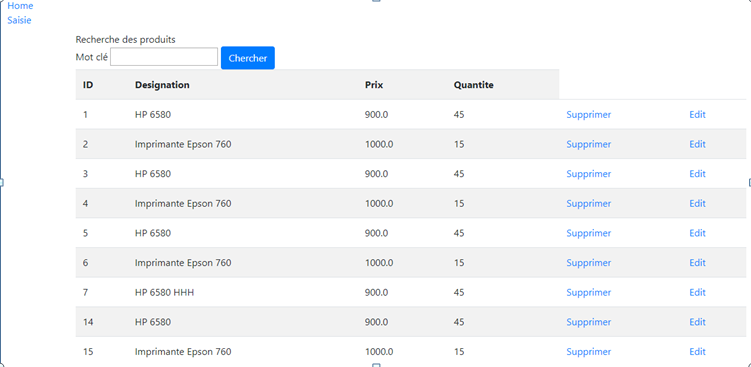 Home
Saisie
Recherche des produits
Mot clé Chercher
ID Designation Prix Quantite
1 HP 6580 900.0 45 Supprimer Edit
2 Imprimante Epson 760 1000.0 15 Supprimer Edit
3 HP 6580 900.0 45 Supprimer Edit
4 Imprimante Epson 760 1000.0 15 Supprimer Edit
5 HP 6580 900.0 45 Supprimer Edit
6 Imprimante Epson 760 1000.0 15 Supprimer Edit
7 HP 6580 HHH 900.0 45 Supprimer Edit
14 HP 6580 900.0 45 Supprimer Edit
15 Imprimante Epson 760 1000.0 15 Supprimer Edit